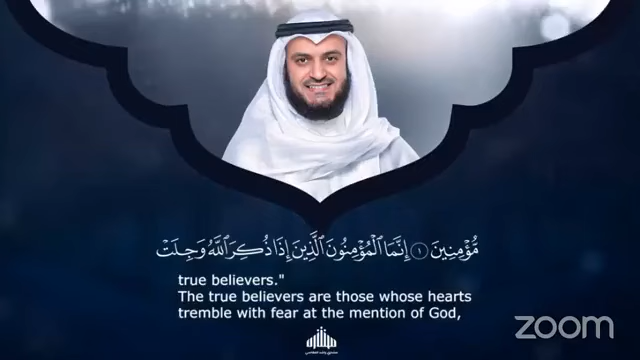 مُّؤْمِنِينَ ١ إِنَّمَا ٱلْمُؤْمِنُونَ ٱلَّذِينَ إِذَا ذُكِرَ ٱللَّهُ وَجِلَتْ
true believers."
The true believers are those whose hearts
tremble with fear at the mention of God,
zoom